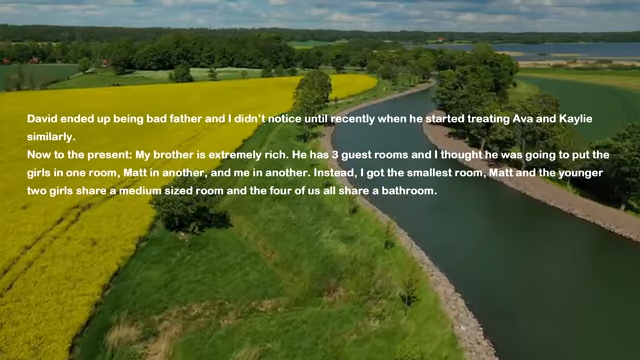 David ended up being bad father and I didn't notice until recently when he started treating Ava and Kaylie
similarly.
Now to the present: My brother is extremely rich. He has 3 guest rooms and I thought he was going to put the
girls in one room, Matt in another, and me in another. Instead, I got the smallest room, Matt and the younger
two girls share a medium sized room and the four of us all share a bathroom.